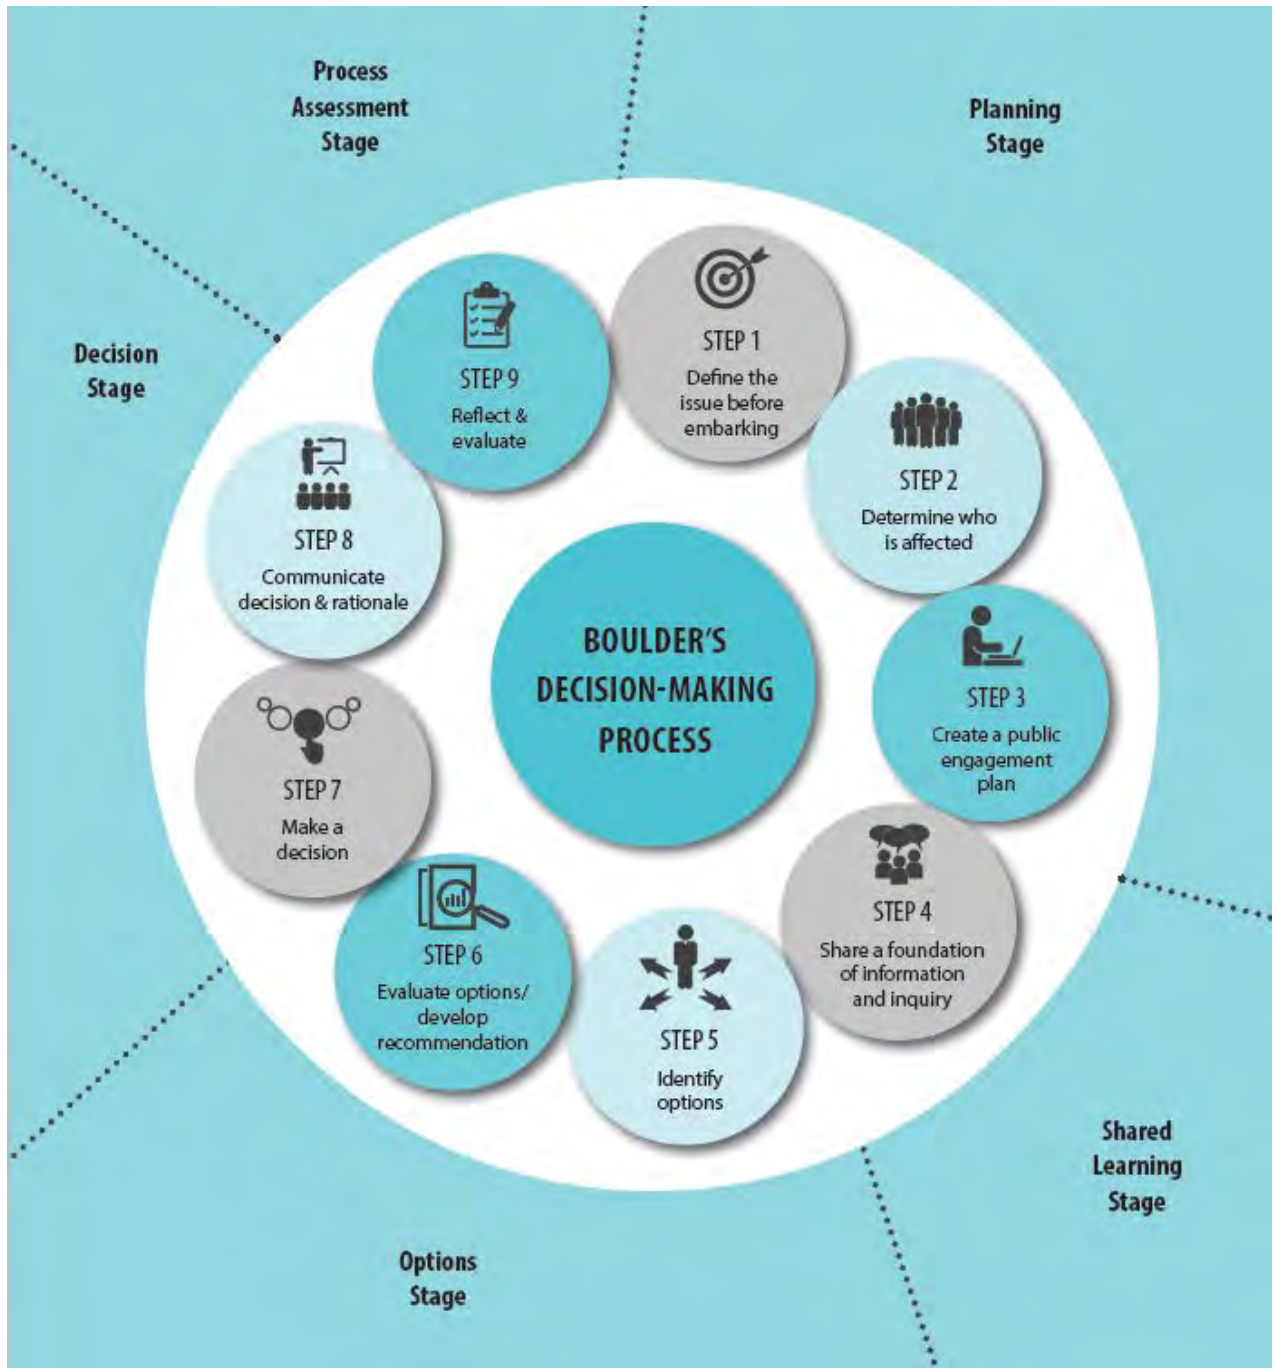 Process
Assessment
Stage
Planning
Stage
Decision
Stage
STEP 1
Define the
issue before
embarking
STEP 2
Determine who
is affected
STEP 3
Create a public
engagement
plan
STEP 4
Share a foundation
of information
and inquiry
STEP 5
Identify
options
STEP 6
Evaluate options/
develop
recommendation
STEP 7
Make a
decision
STEP 8
Communicate
decision & rationale
STEP 9
Reflect &
evaluate
BOULDER'S
DECISION-MAKING
PROCESS
Shared
Learning
Stage
Options
Stage